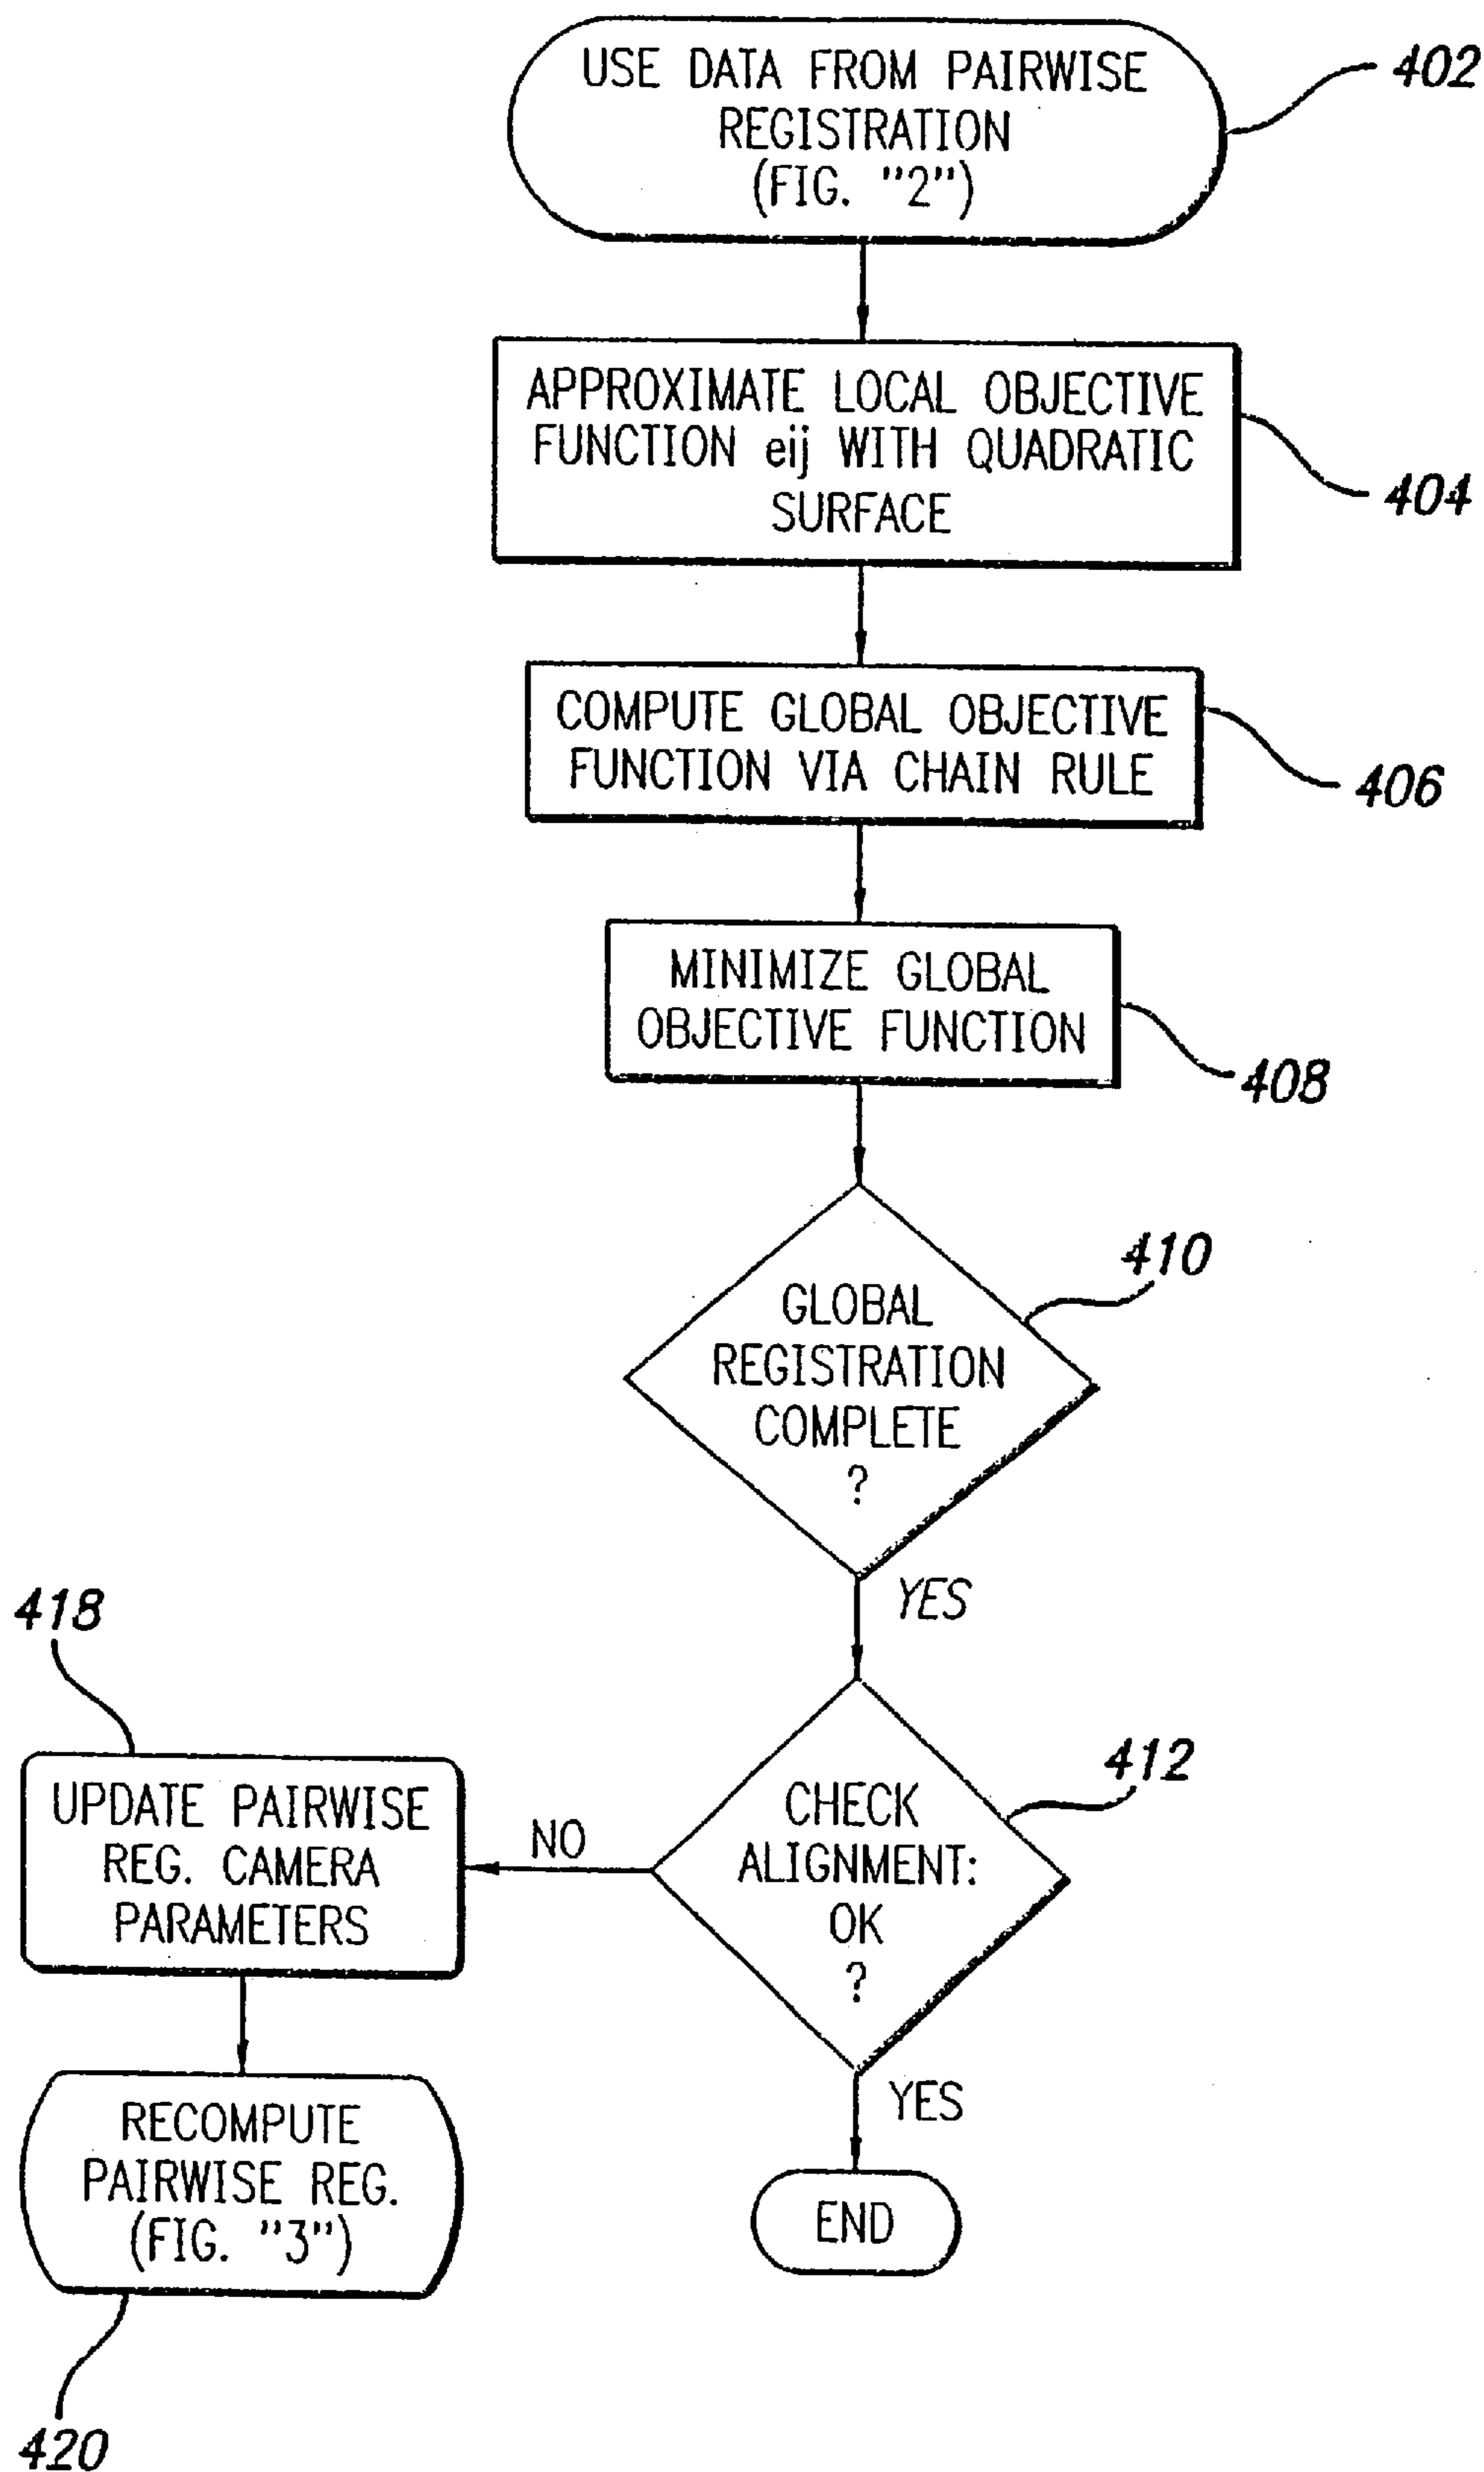 USE DATA FROM PAIRWISE
REGISTRATION
(FIG. "2")
402
APPROXIMATE LOCAL OBJECTIVE
FUNCTION eij WITH QUADRATIC
SURFACE
404
COMPUTE GLOBAL OBJECTIVE
FUNCTION VIA CHAIN RULE
406
MINIMIZE GLOBAL
OBJECTIVE FUNCTION
408
GLOBAL
REGISTRATION
COMPLETE
?
410
YES
CHECK
ALIGNMENT:
OK
?
412
NO
418
UPDATE PAIRWISE
REG. CAMERA
PARAMETERS
YES
RECOMPUTE
PAIRWISE REG.
(FIG. "3")
420
END